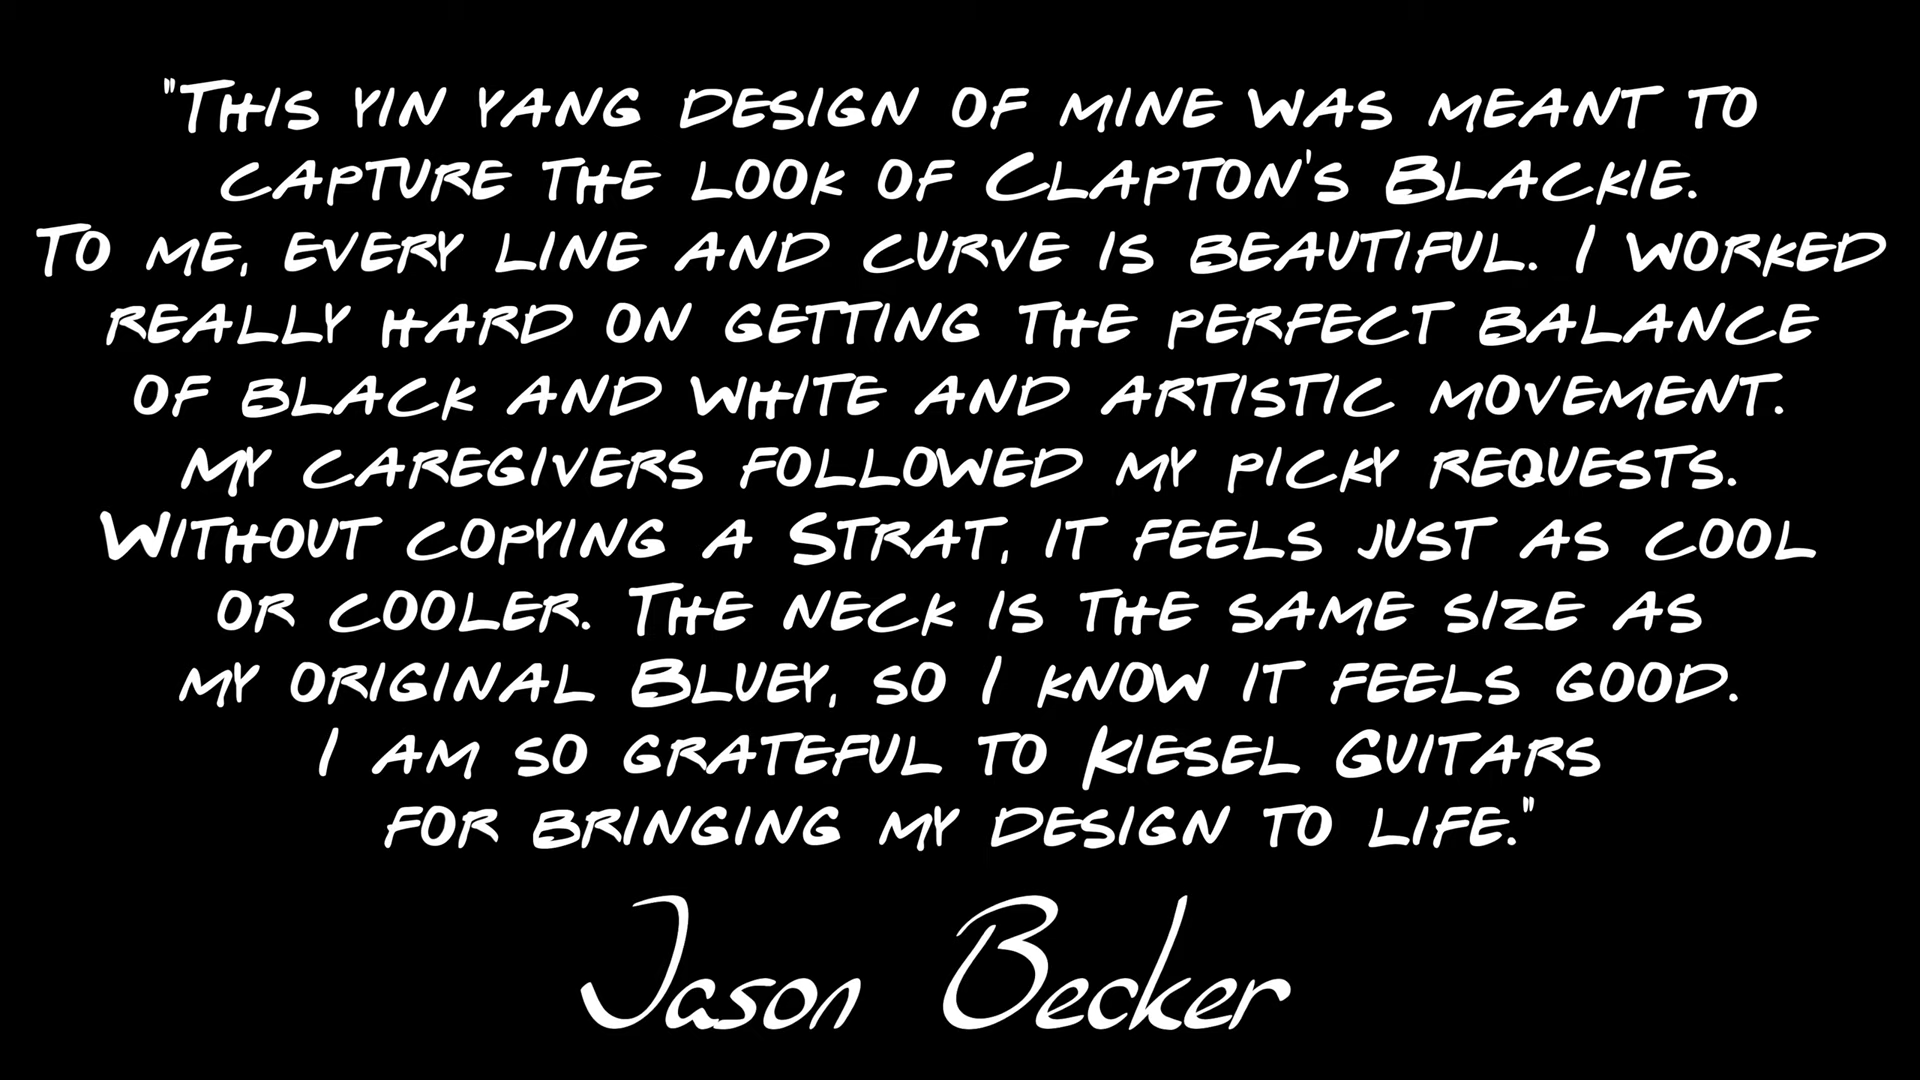 "This yin yang design of mine was meant to
capture the look of Clapton's Blackie.
To me, every line and curve is beautiful. I worked
really hard on getting the perfect balance
of black and white and artistic movement.
My caregivers followed my picky requests.
Without copying a Strat, it feels just as cool
or cooler. The neck is the same size as
my original Bluey, so I know it feels good.
I am so grateful to Kiesel Guitars
for bringing my design to life."
Jason Becker